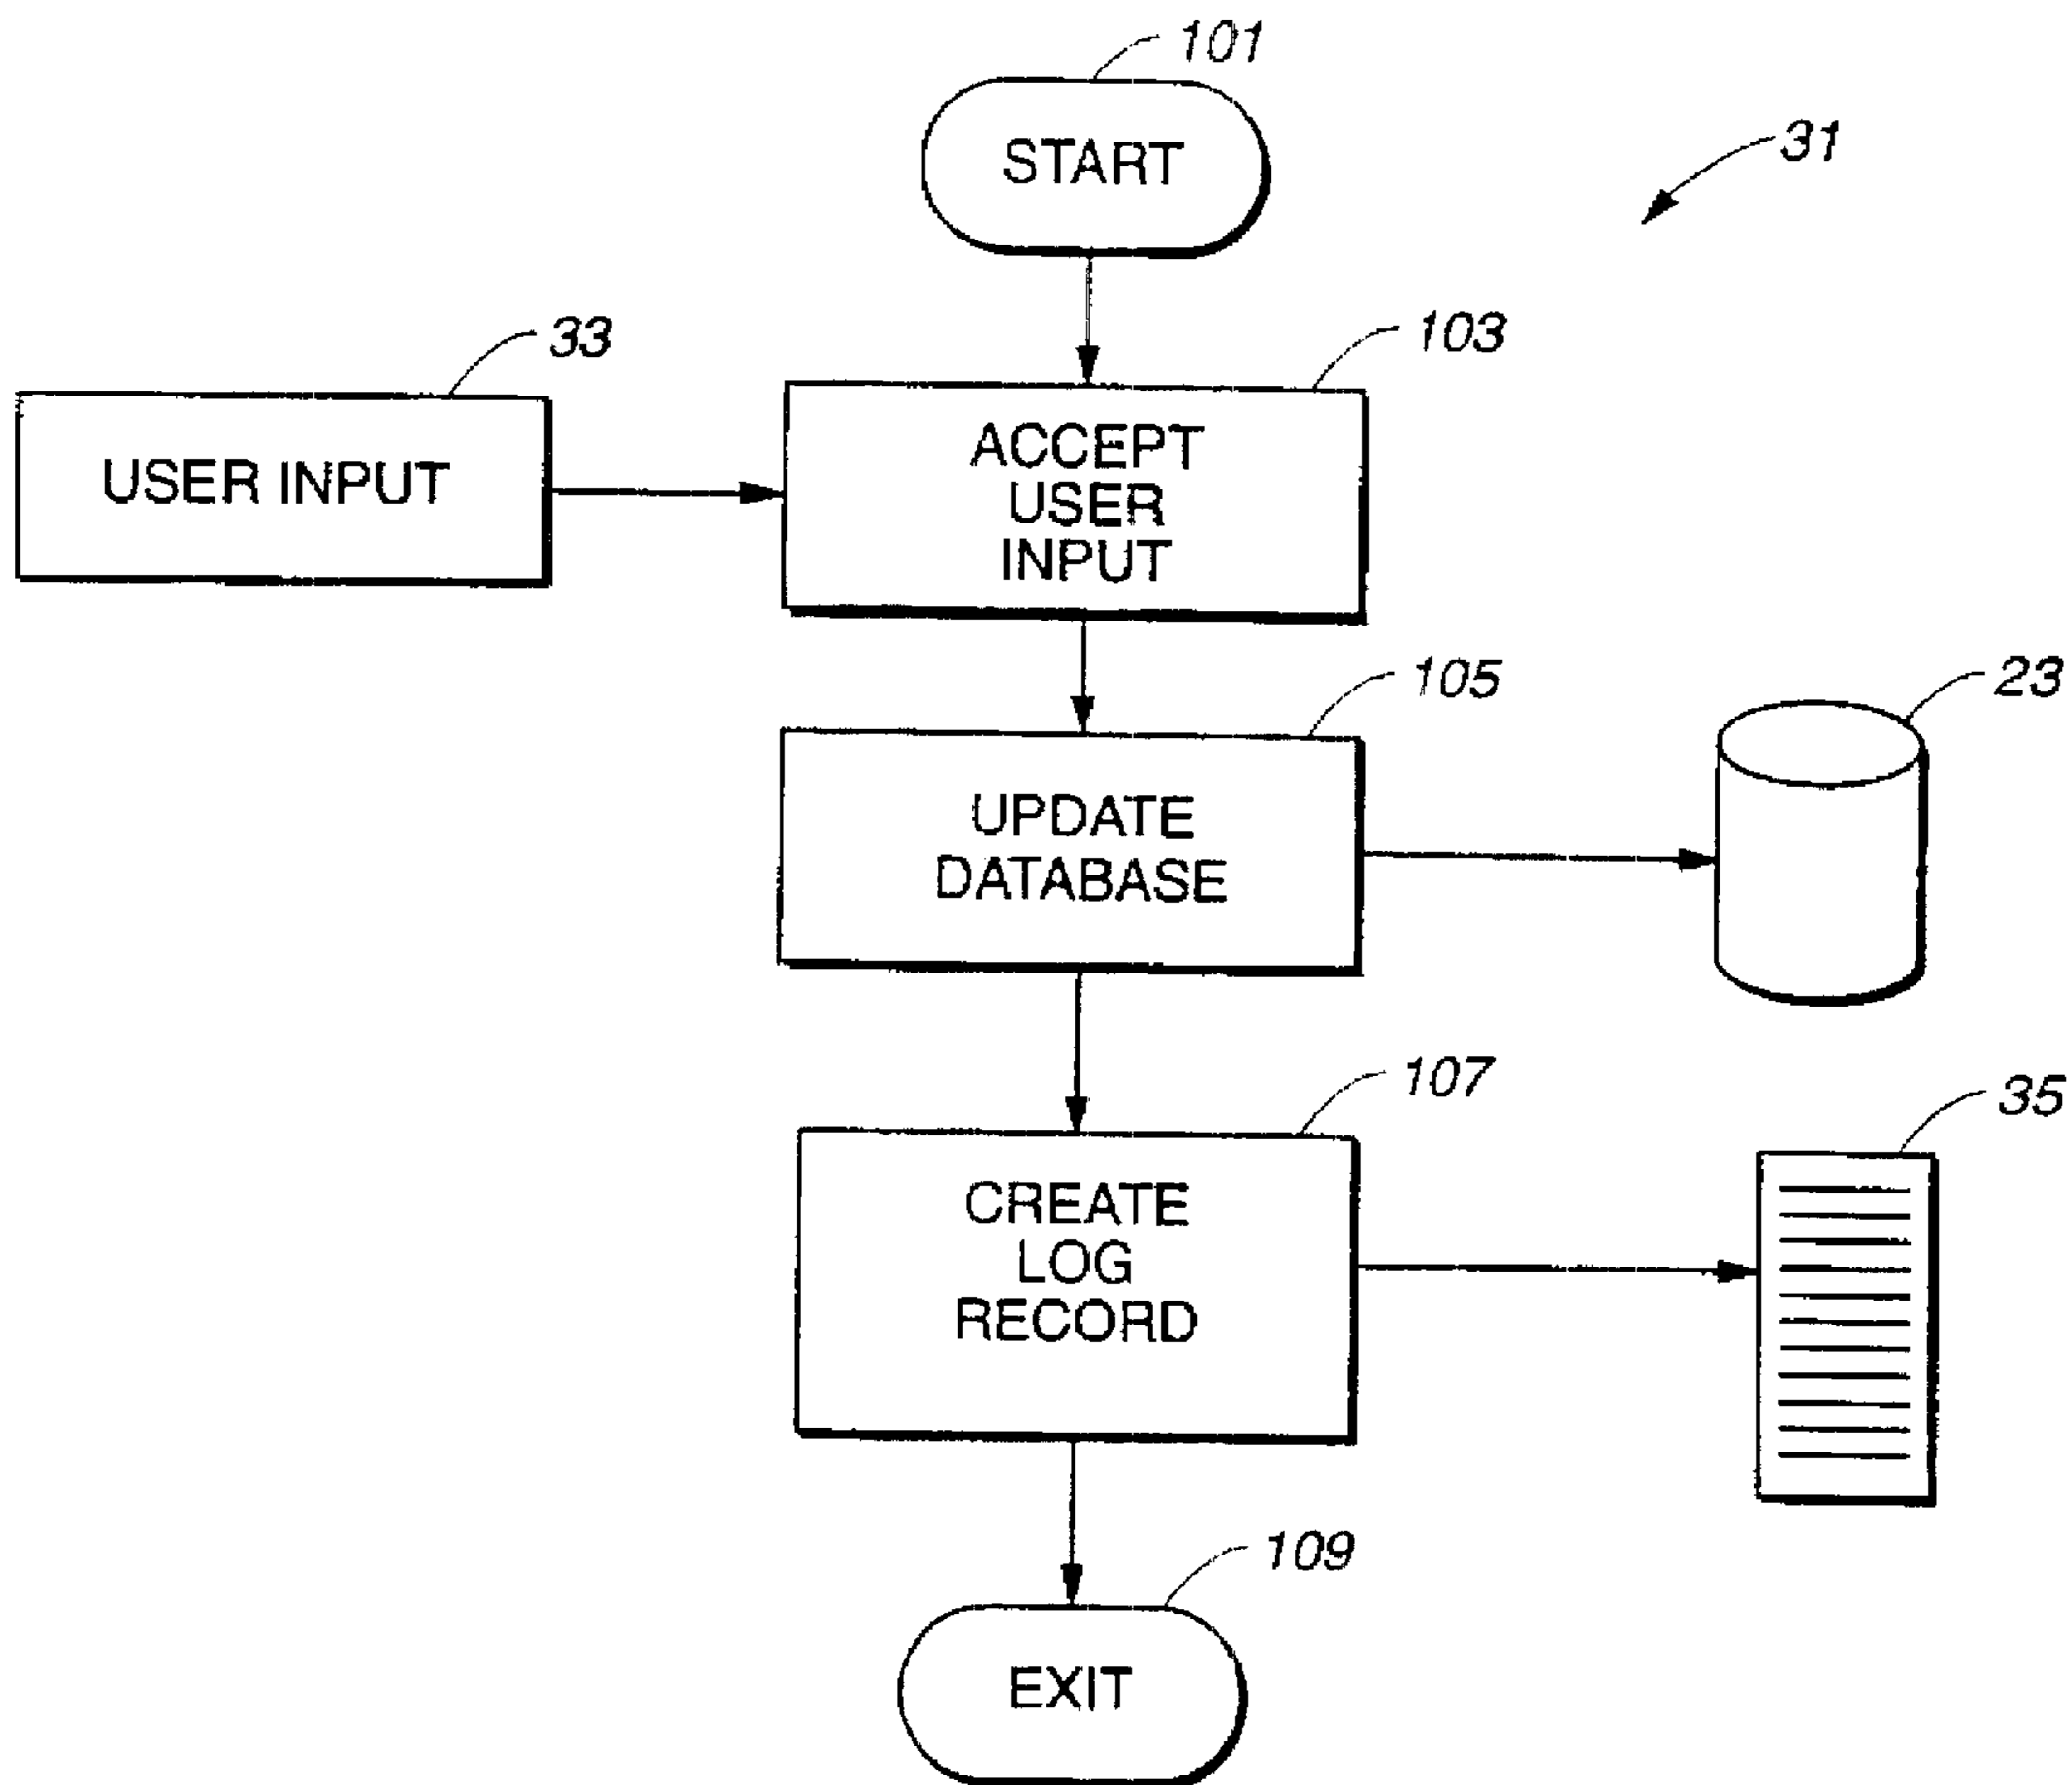 101
START
31
33
103
USER INPUT
ACCEPT
USER
INPUT
105
23
UPDATE
DATABASE
107
35
CREATE
LOG
RECORD
109
EXIT